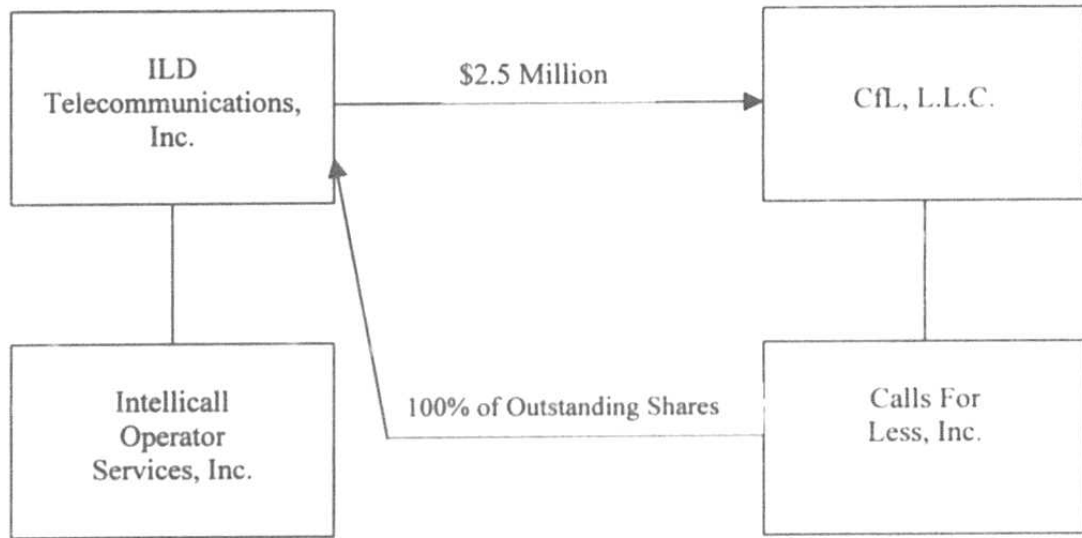 ILD
Telecommunications,
Inc.
$2.5 Million
CfL, L.L.C.
Intellicall
Operator
Services, Inc.
100% of Outstanding Shares
Calls For
Less, Inc.